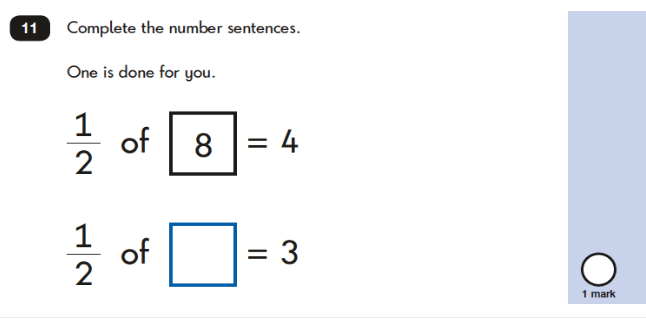 11 Complete the number sentences.
One is done for you.
1/2 of 8 = 4
1/2 of = 3
1 mark